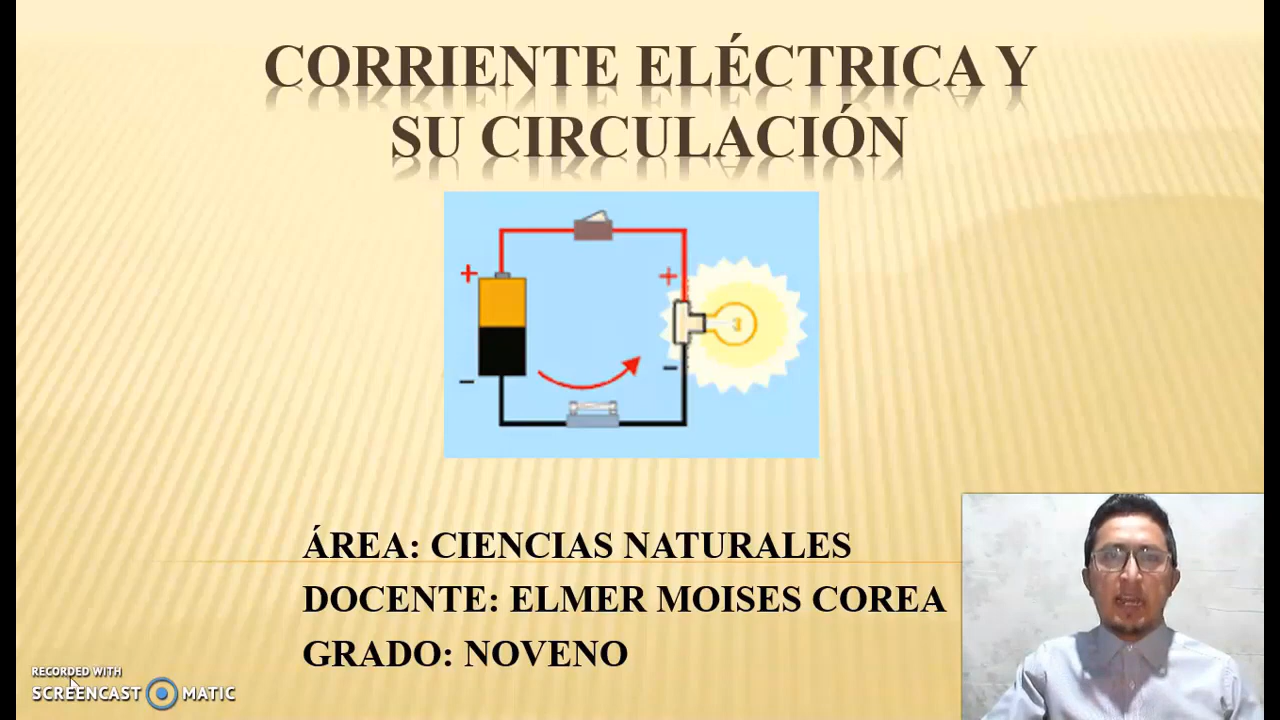 CORRIENTE ELÉCTRICA Y
SU CIRCULACIÓN
+
+
−
−
ÁREA: CIENCIAS NATURALES
DOCENTE: ELMER MOISES COREA
GRADO: NOVENO
RECORDED WITH
SCREENCAST MATIC